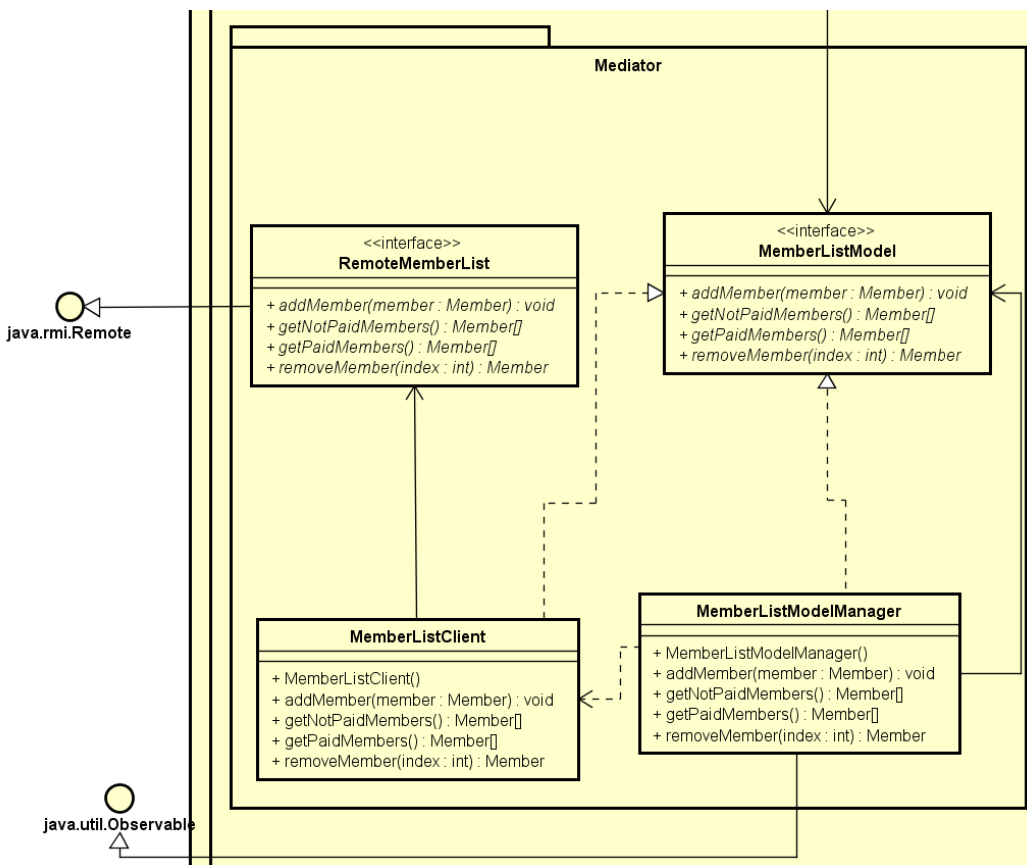 Mediator
<<interface>>
RemoteMemberList
+ addMember(member : Member) : void
+ getNotPaidMembers() : Member[]
+ getPaidMembers() : Member[]
+ removeMember(index : int) : Member
<<interface>>
MemberListModel
+ addMember(member : Member) : void
+ getNotPaidMembers() : Member[]
+ getPaidMembers() : Member[]
+ removeMember(index : int) : Member
java.rmi.Remote
MemberListClient
+ MemberListClient()
+ addMember(member : Member) : void
+ getNotPaidMembers() : Member[]
+ getPaidMembers() : Member[]
+ removeMember(index : int) : Member
MemberListModelManager
+ MemberListModelManager()
+ addMember(member : Member) : void
+ getNotPaidMembers() : Member[]
+ getPaidMembers() : Member[]
+ removeMember(index : int) : Member
java.util.Observable